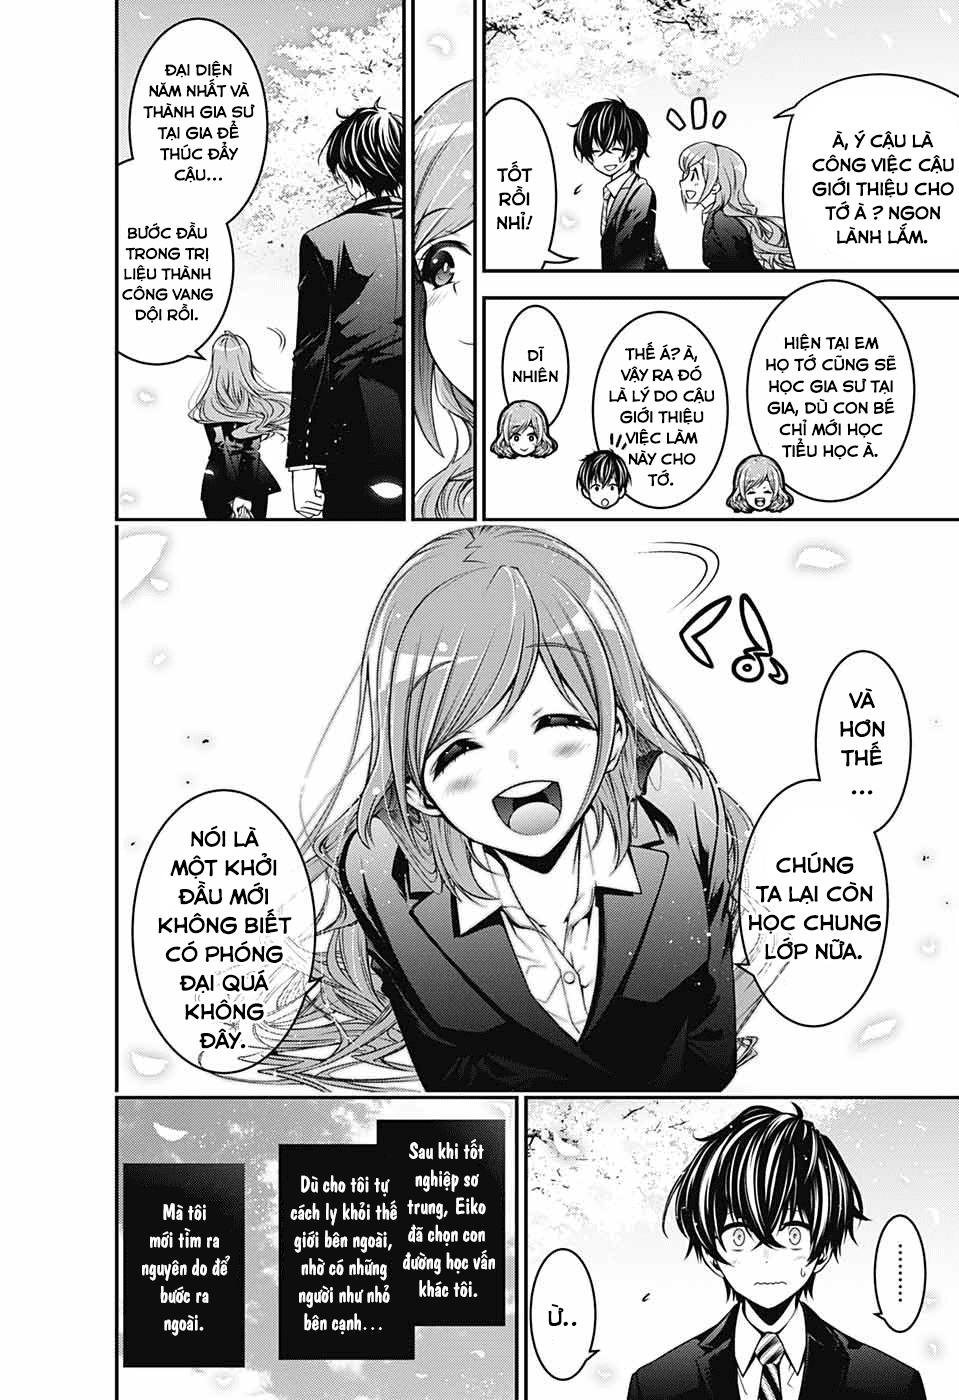 À, Ý CẬU LÀ
CÔNG VIỆC CẬU
GIỚI THIỆU CHO
TỚ À ? NGON
LÀNH LẮM.
TỐT
RỒI
NHỈ!
HIỆN TẠI EM
HỌ TỚ CŨNG SẼ
HỌC GIA SƯ TẠI
GIA, DÙ CON BÉ
CHỈ MỚI HỌC
TIỂU HỌC À.
THẾ Á? À,
VẬY RA ĐÓ
LÀ LÝ DO CẬU
GIỚI THIỆU
VIỆC LÀM
NÀY CHO
TỚ.
DĨ
NHIÊN
ĐẠI DIỆN
NĂM NHẤT VÀ
THÀNH GIA SƯ
TẠI GIA ĐỂ
THÚC ĐẨY
CẬU...
BƯỚC ĐẦU
TRONG TRỊ
LIỆU THÀNH
CÔNG VANG
DỘI RỒI.
VÀ
HƠN
THẾ
...
CHÚNG
TA LẠI CÒN
HỌC CHUNG
LỚP NỮA.
NÓI LÀ
MỘT KHỞI
ĐẦU MỚI
KHÔNG BIẾT
CÓ PHÓNG
ĐẠI QUÁ
KHÔNG
ĐÂY.
.........
Ừ..
Sau khi tốt
nghiệp sơ
trung, Eiko
đã chọn con
đường học vấn
khác tôi.
Dù cho tôi tự
cách ly khỏi thế
giới bên ngoài,
nhờ có những
người như nhỏ
bên cạnh...
Mà tôi
mới tìm ra
nguyên do để
bước ra
ngoài.